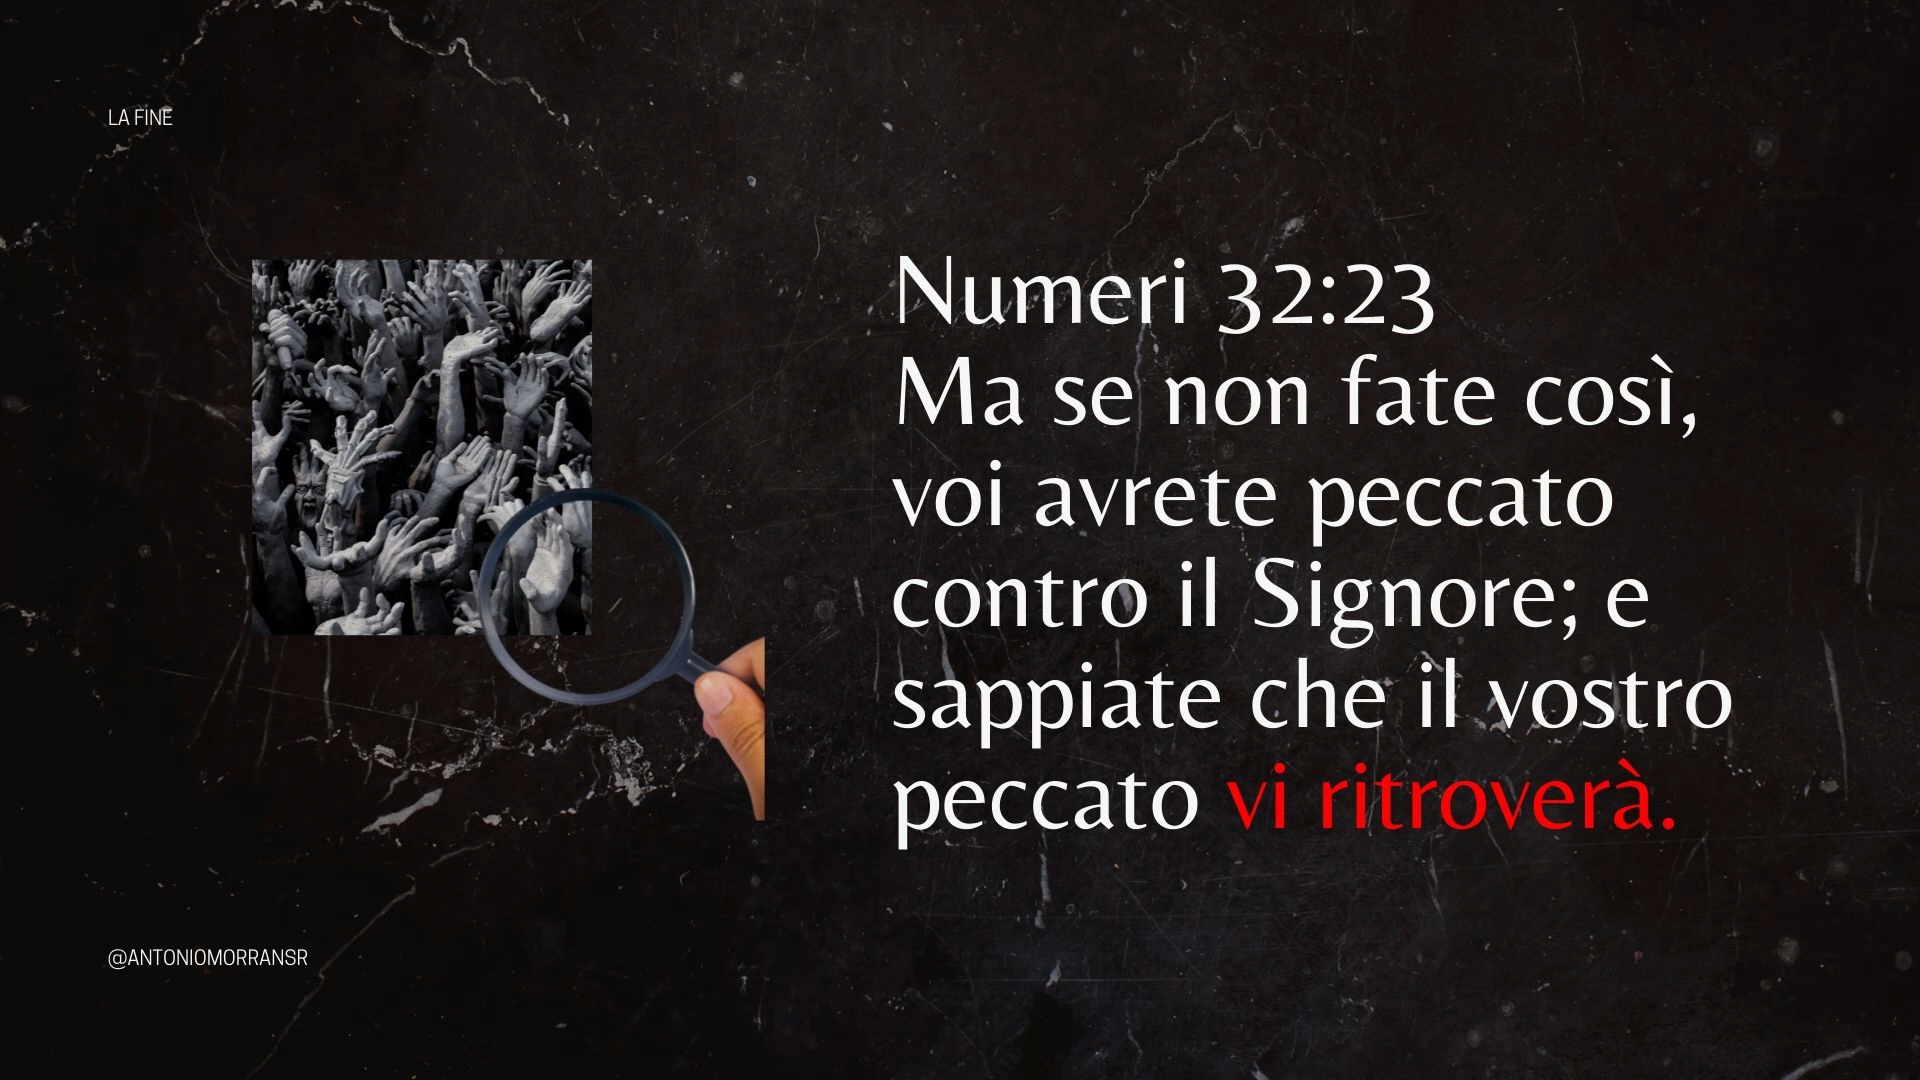 LA FINE
Numeri 32:23
Ma se non fate così,
voi avrete peccato
contro il Signore; e
sappiate che il vostro
peccato vi ritroverà.
@ANTONIOMORRANSR